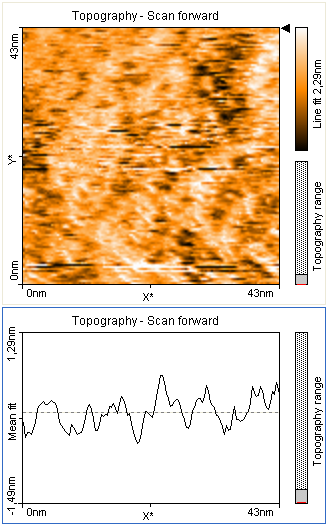 Topography - Scan forward
43nm
Y*
0nm
0nm
X*
43nm
Line fit 2,29nm
Topography range
Topography - Scan forward
1,29nm
Mean fit
-1,49nm
0nm
X*
43nm
Topography range